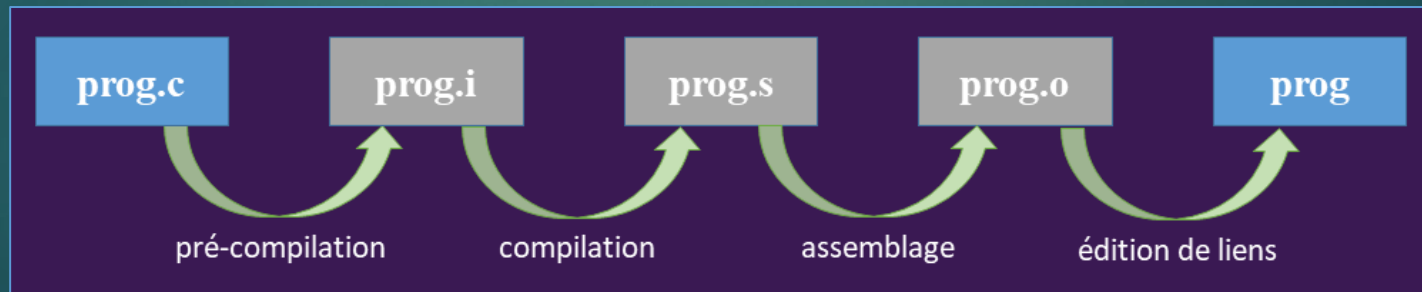 prog.c prog.i prog.s prog.o prog
pré-compilation compilation assemblage édition de liens